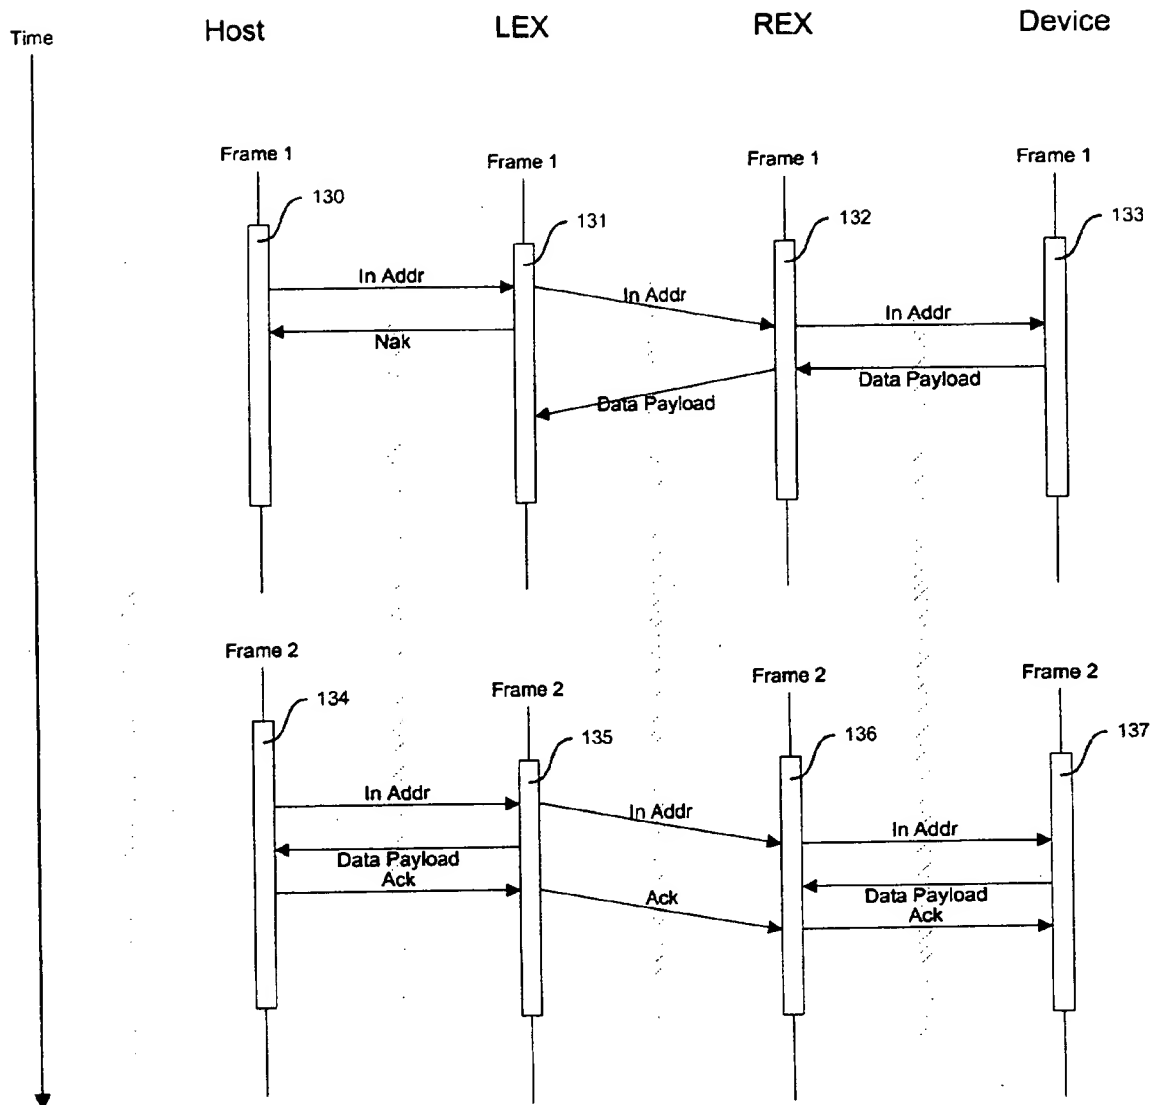 Time
Host
LEX
REX
Device
Frame 1
Frame 1
Frame 1
Frame 1
130
131
132
133
In Addr
In Addr
In Addr
Nak
Data Payload
Data Payload
Frame 2
Frame 2
Frame 2
Frame 2
134
135
136
137
In Addr
In Addr
In Addr
Data Payload
Data Payload
Ack
Ack
Ack